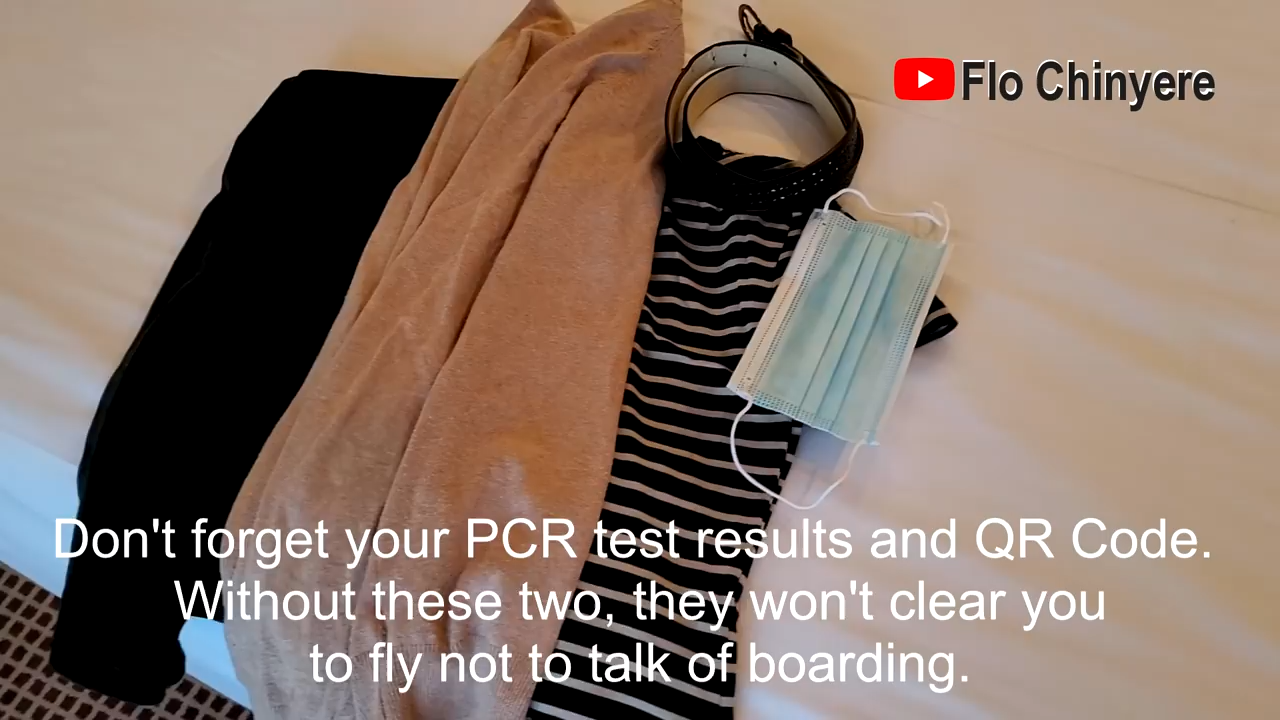 Flo Chinyere
Don't forget your PCR test results and QR Code.
Without these two, they won't clear you
to fly not to talk of boarding.